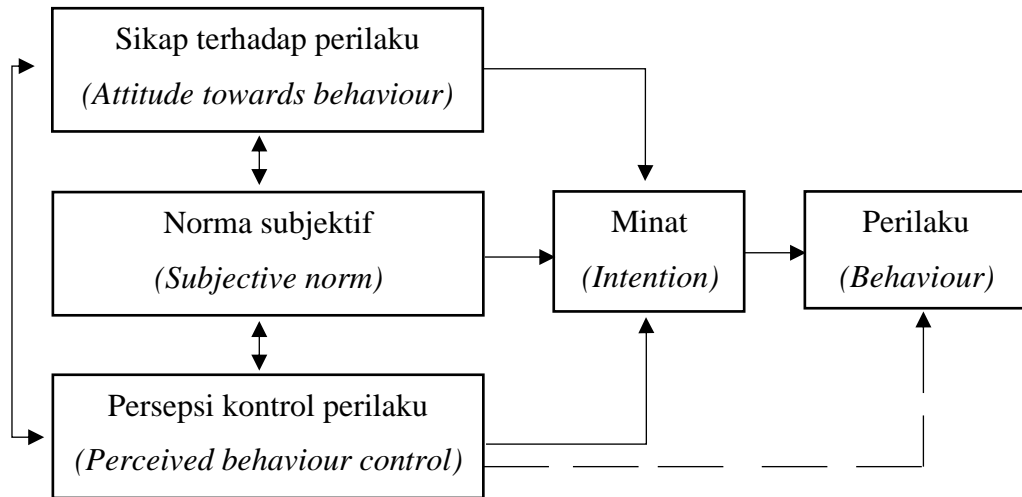 Sikap terhadap perilaku
(Attitude towards behaviour)
Norma subjektif
(Subjective norm)
Minat
(Intention)
Perilaku
(Behaviour)
Persepsi kontrol perilaku
(Perceived behaviour control)